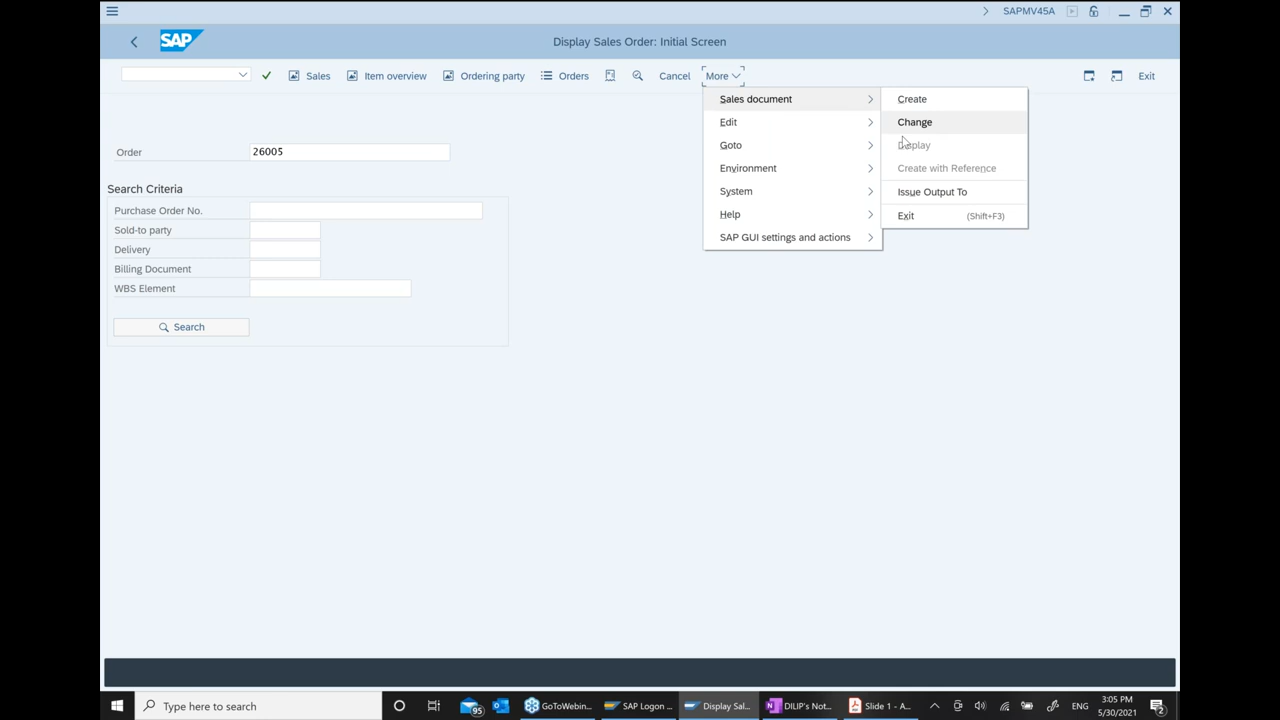 SAPMV45A
SAP
Display Sales Order: Initial Screen
Sales
Item overview
Ordering party
Orders
Cancel
More
Exit
Sales document
Edit
Goto
Environment
System
Help
SAP GUI settings and actions
Create
Change
Display
Create with Reference
Issue Output To
Exit (Shift+F3)
Order 26005
Search Criteria
Purchase Order No.
Sold-to party
Delivery
Billing Document
WBS Element
Search
Type here to search
95
GoToWebin...
SAP Logon ...
Display Sal...
DILIP's Not...
Slide 1 - A...
ENG
3:05 PM
5/30/2021
2